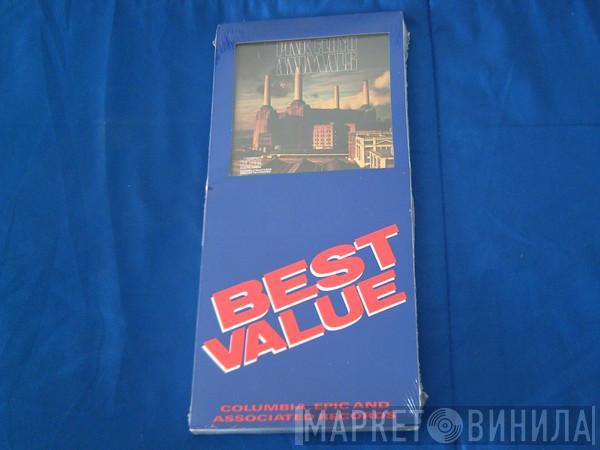 PINK FLOYD
ANIMALS
BEST
VALUE
COLUMBIA, EPIC AND
ASSOCIATED RECORDS
МАРКЕТ ВИНИЛА